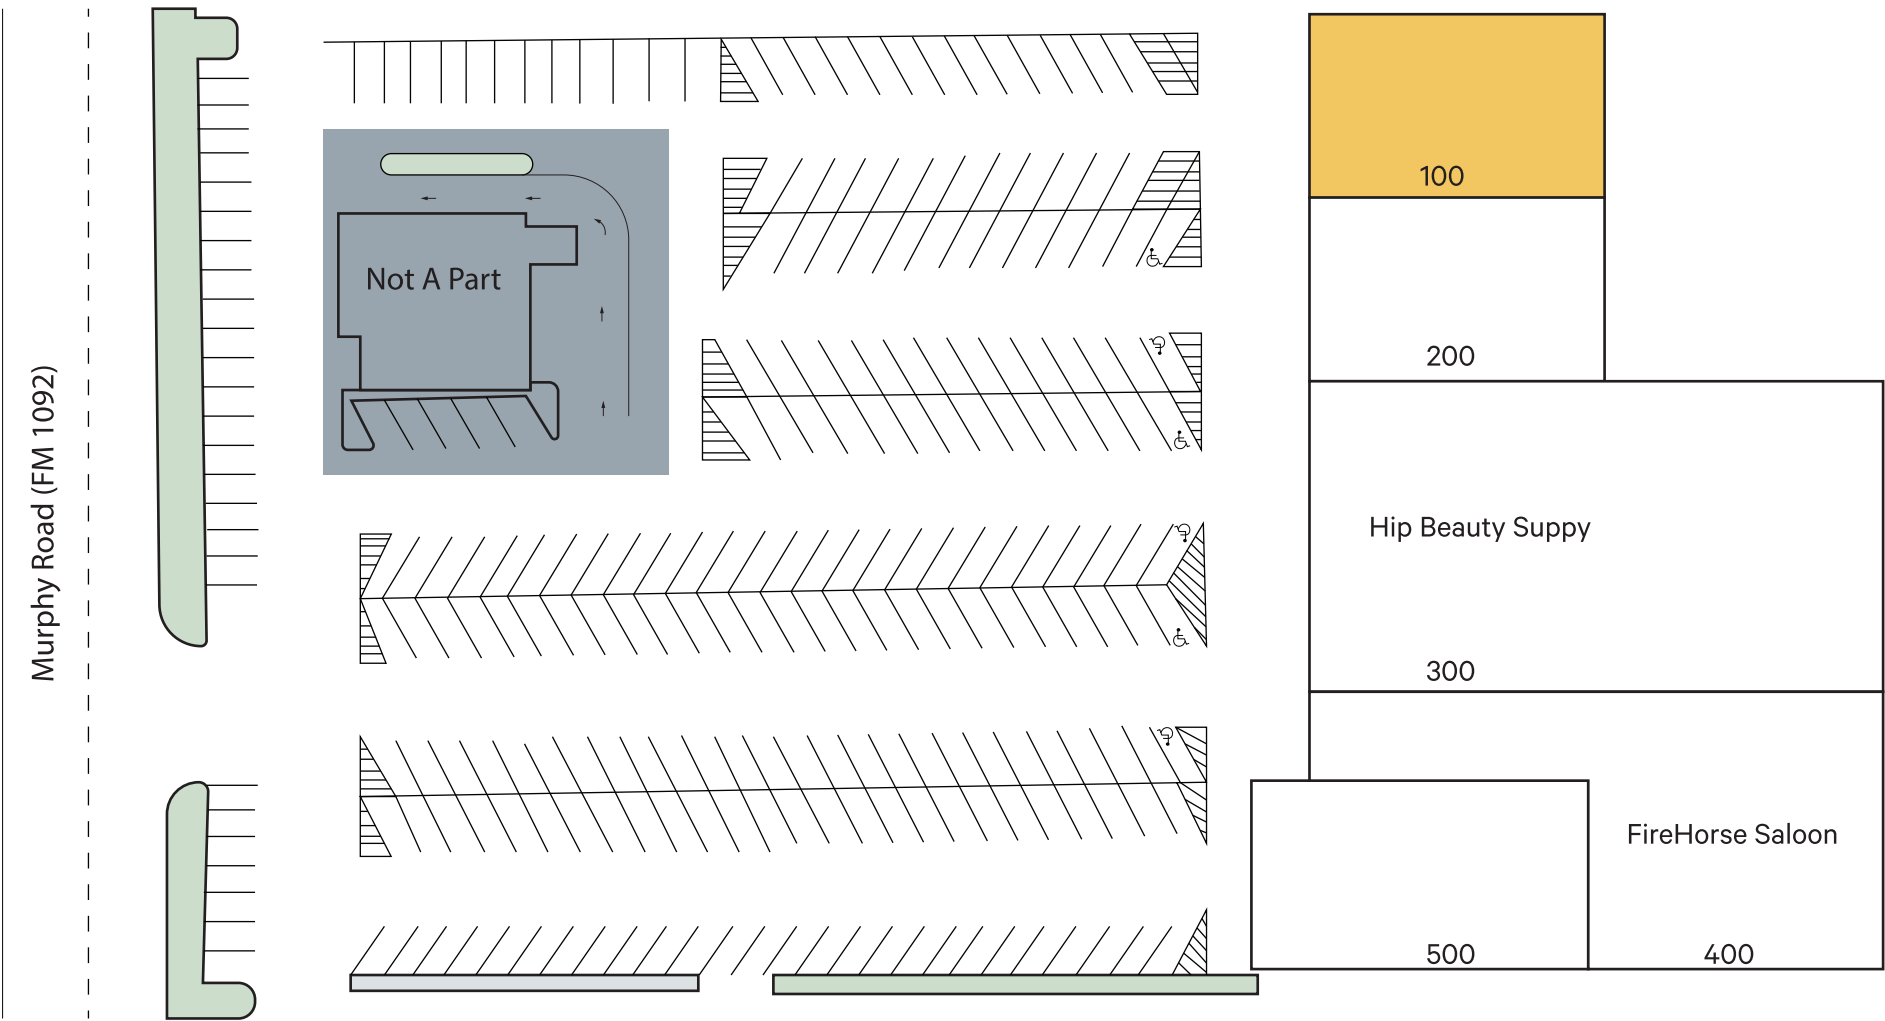 100
Not A Part
200
Murphy Road (FM 1092)
Hip Beauty Suppy
300
FireHorse Saloon
500
400